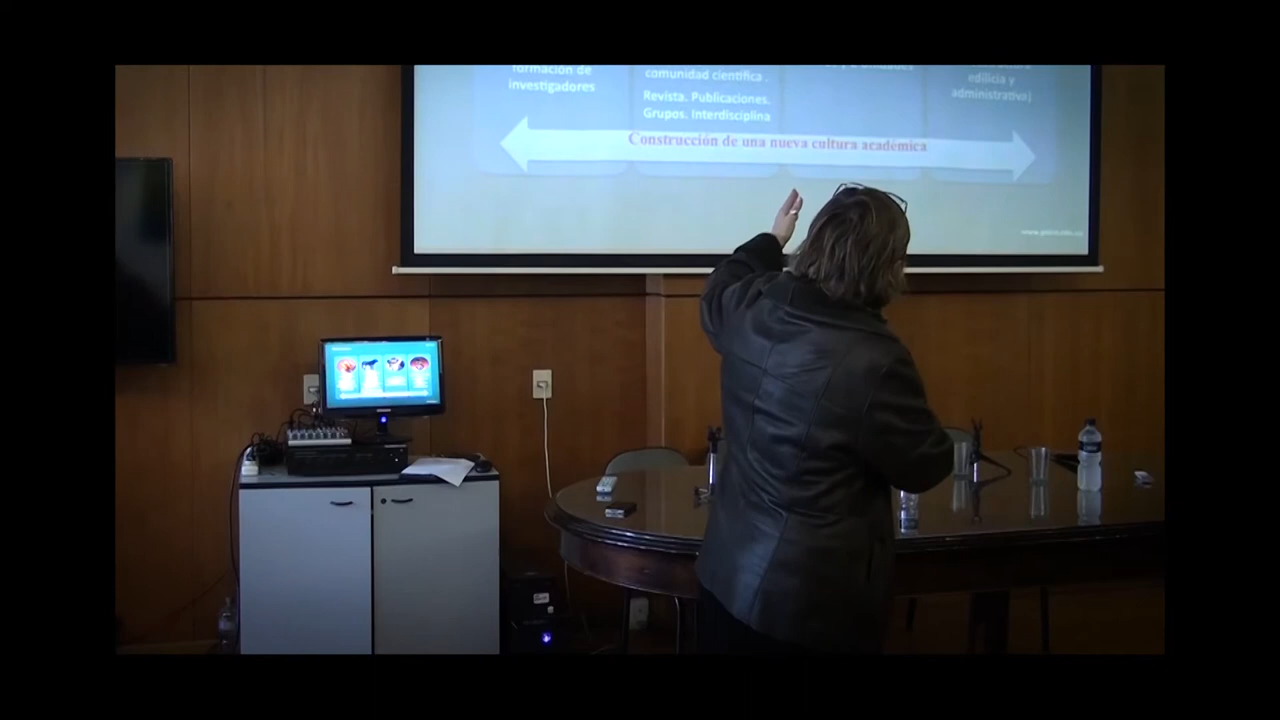 formación de
investigadores
comunidad científica .
Revista. Publicaciones.
Grupos. Interdisciplina
edilicia y
administrativa)
Construcción de una nueva cultura académica